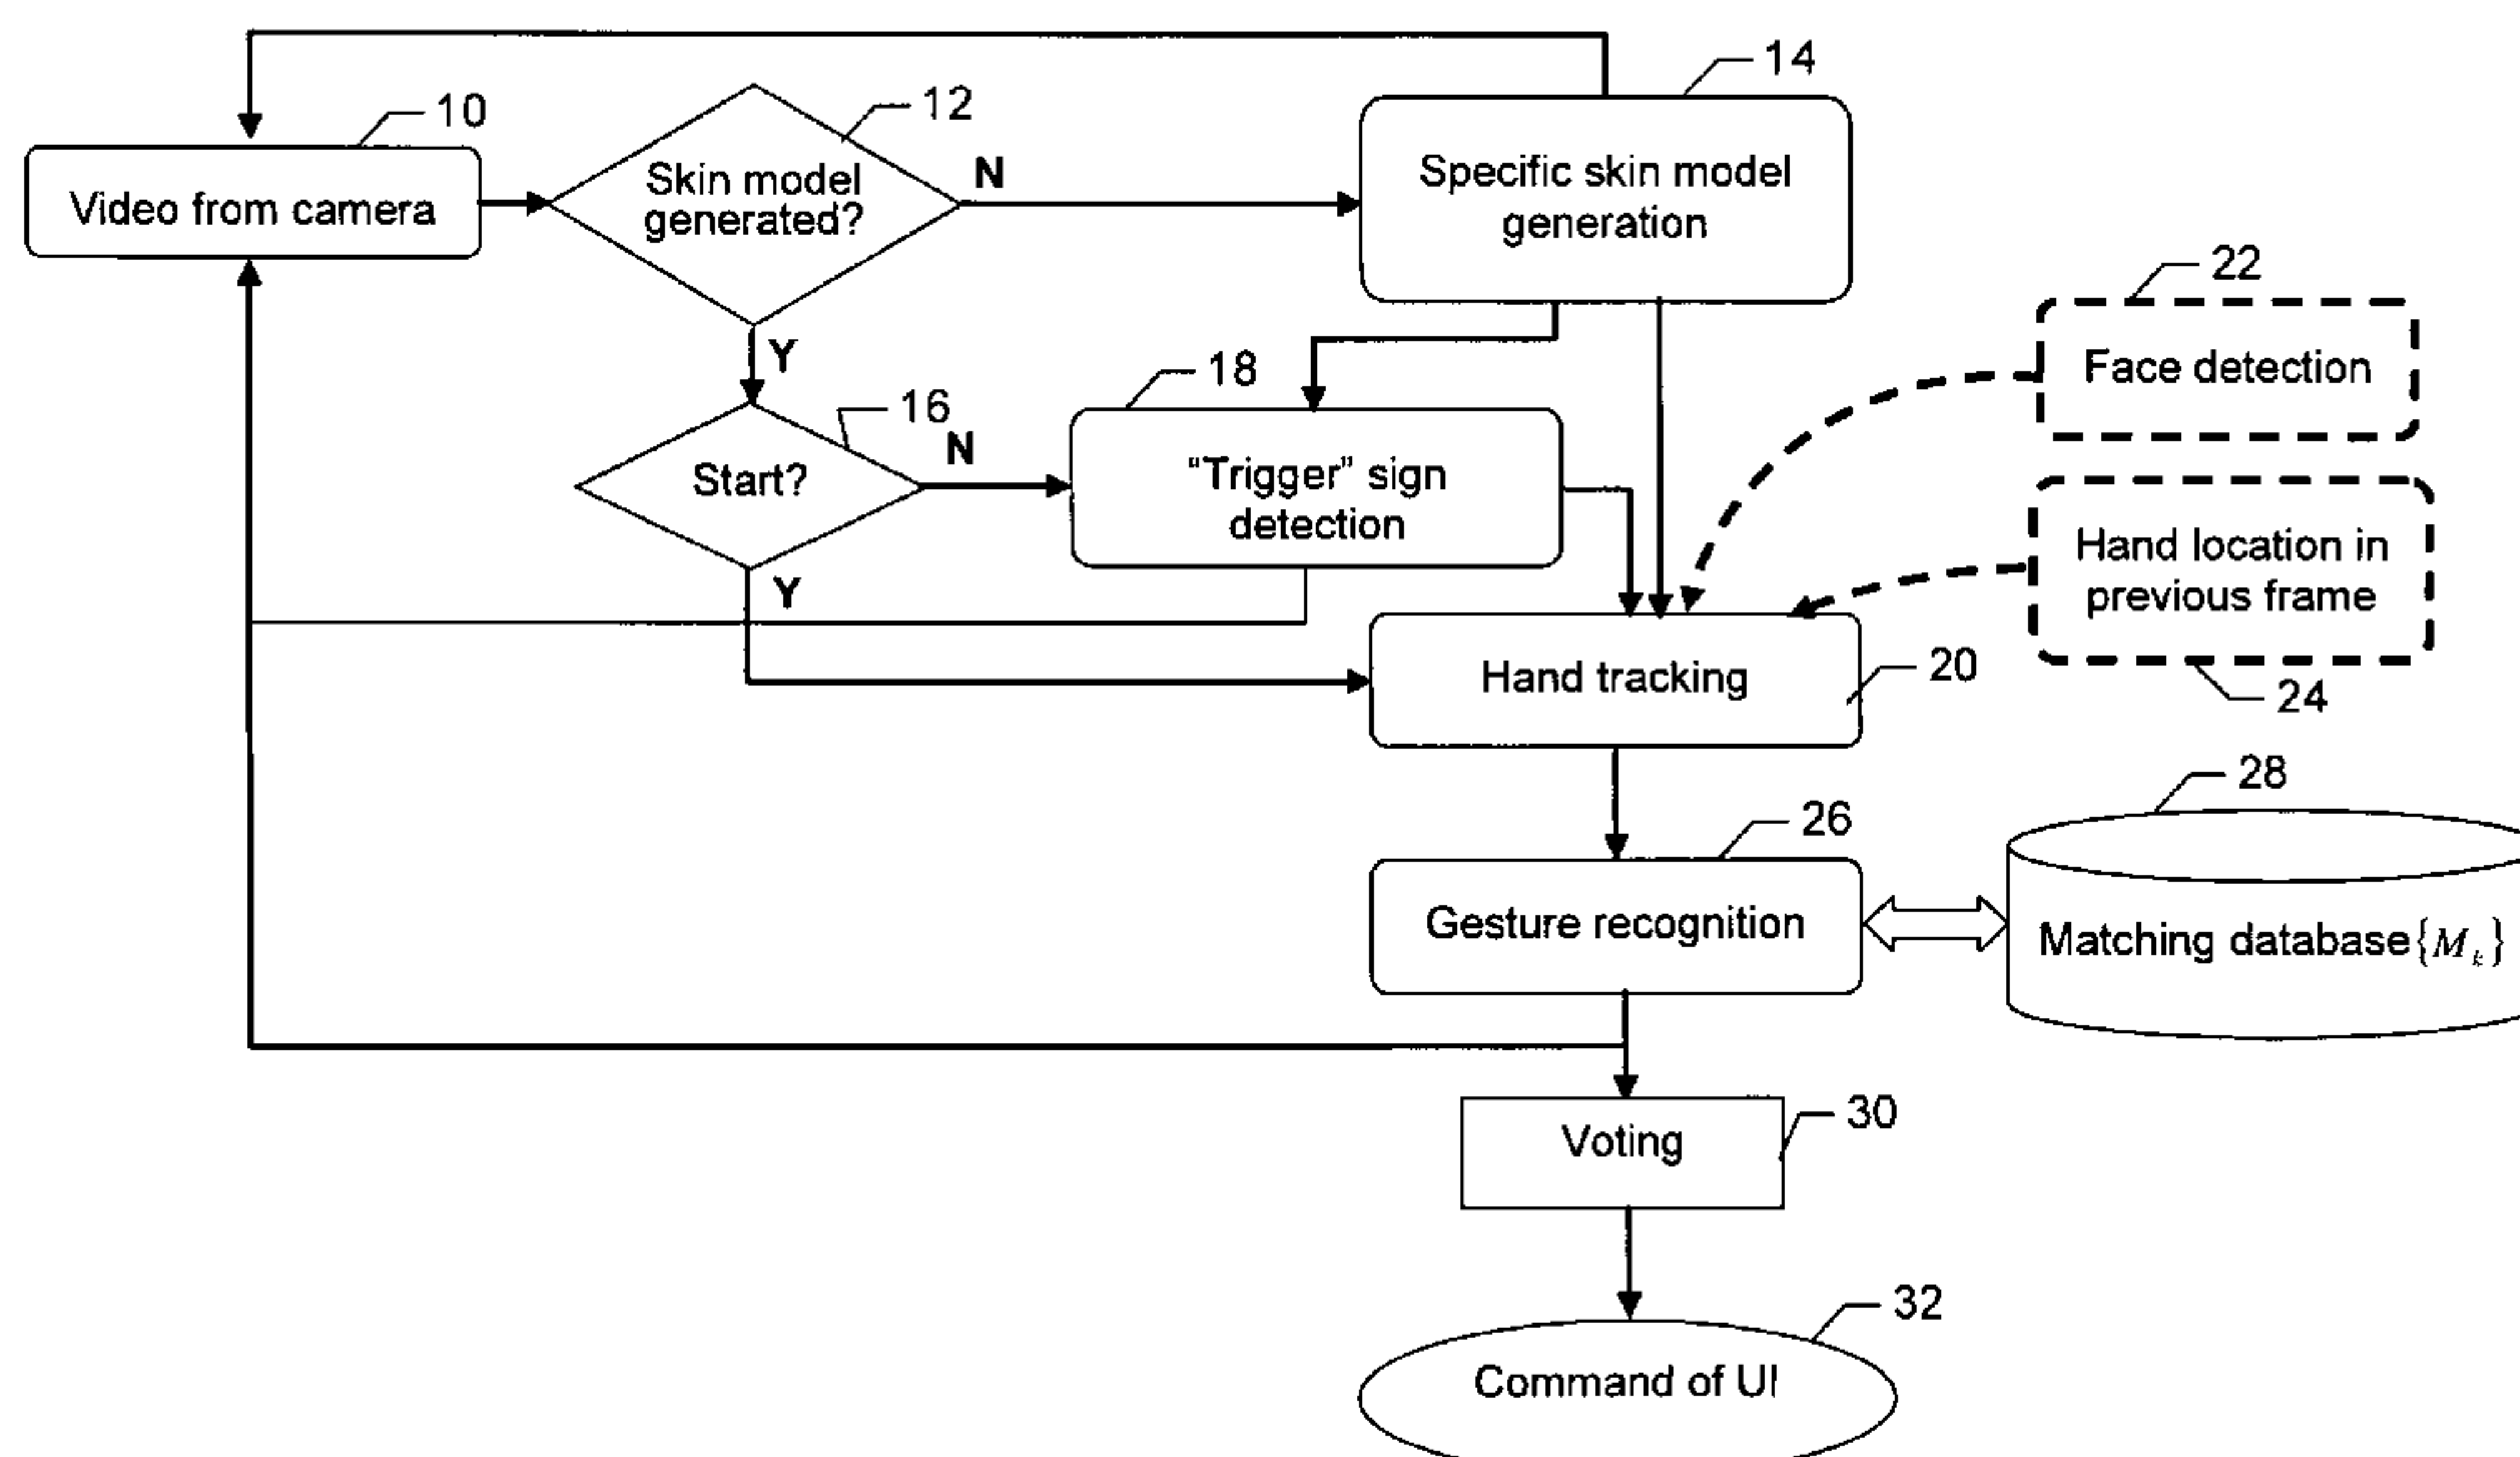 14
10
12
Video from camera
Skin model
generated?
N
Specific skin model
generation
22
Face detection
Y
18
16
Start?
N
“Trigger” sign
detection
Hand location in
previous frame
24
Y
Hand tracking
20
28
26
Gesture recognition
Matching database{M_k}
Voting
30
32
Command of UI